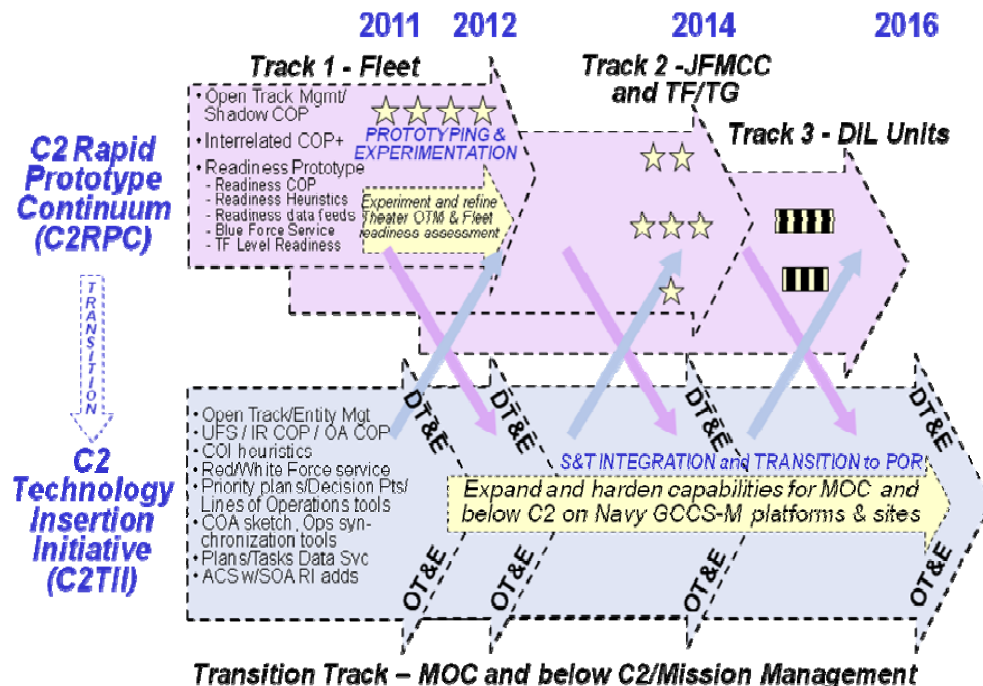 2011 2012 2014 2016
Track 1 - Fleet
Track 2 -JFMCC
and TF/TG
Track 3 - DIL Units
C2 Rapid
Prototype
Continuum
(C2RPC)
• Open Track Mgmt/
Shadow COP
• Interrelated COP+
• Readiness Prototype
- Readiness COP
- Readiness Heuristics
- Readiness data feeds
- Blue Force Service
- TF Level Readiness
PROTOTYPING &
EXPERIMENTATION
Experiment and refine
Theater OTM & Fleet
readiness assessment
TRANSITION
C2
Technology
Insertion
Initiative
(C2TII)
• Open Track/Entity Mgt
• UFS / IR COP / OA COP
• COI heuristics
• Red/White Force service
• Priority plans/Decision Pts/
Lines of Operations tools
• COA sketch, Ops syn-
chronization tools
• Plans/Tasks Data Svc
• ACS w/SOA RI adds
DT&E
DT&E
DT&E
DT&E
S&T INTEGRATION and TRANSITION to POR
Expand and harden capabilities for MOC and
below C2 on Navy GCCS-M platforms & sites
OT&E
OT&E
OT&E
OT&E
Transition Track – MOC and below C2/Mission Management